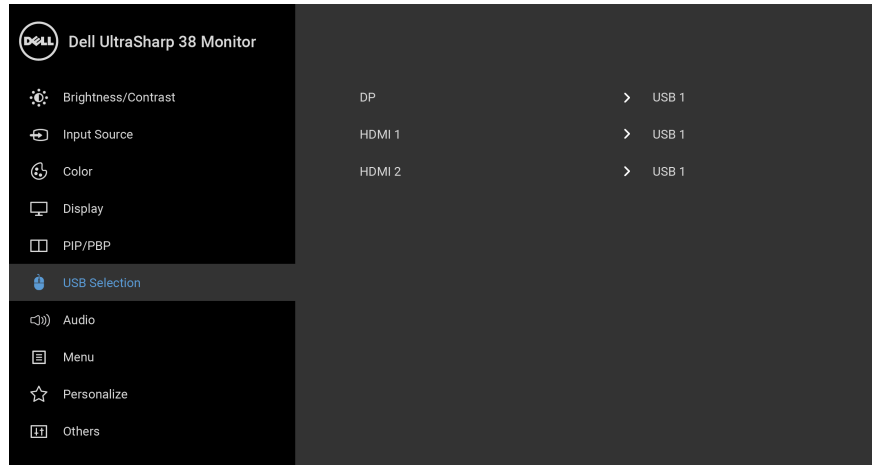 DELL Dell UltraSharp 38 Monitor
Brightness/Contrast
Input Source
Color
Display
PIP/PBP
USB Selection
Audio
Menu
Personalize
Others
DP > USB 1
HDMI 1 > USB 1
HDMI 2 > USB 1